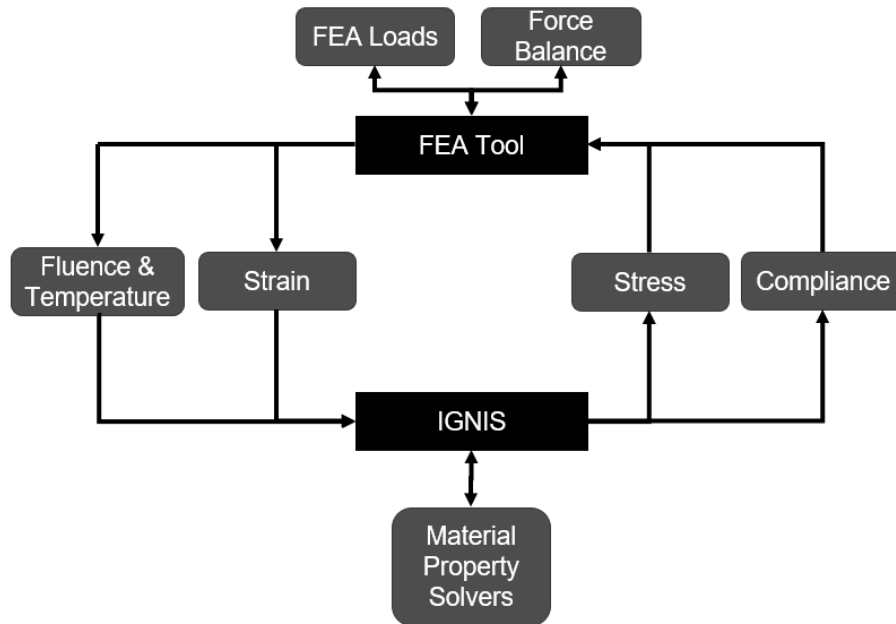 FEA Loads
Force
Balance
FEA Tool
Fluence &
Temperature
Strain
Stress
Compliance
IGNIS
Material
Property
Solvers